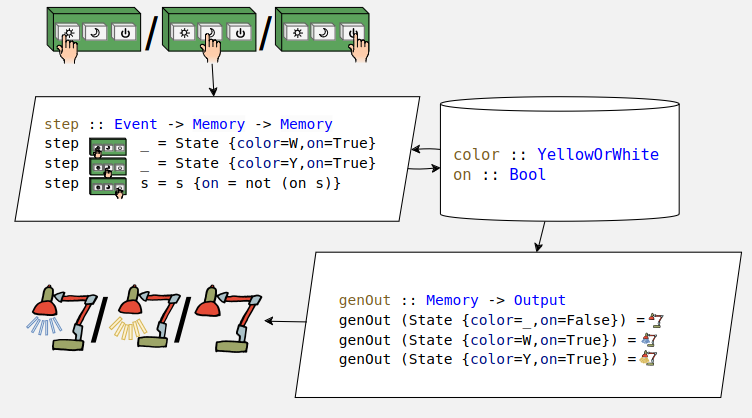 / /
step :: Event -> Memory -> Memory
step _ = State {color=W,on=True}
step _ = State {color=Y,on=True}
step s = s {on = not (on s)}
color :: YellowOrWhite
on :: Bool
genOut :: Memory -> Output
genOut (State {color=_,on=False}) =
genOut (State {color=W,on=True}) =
genOut (State {color=Y,on=True}) =
/ /